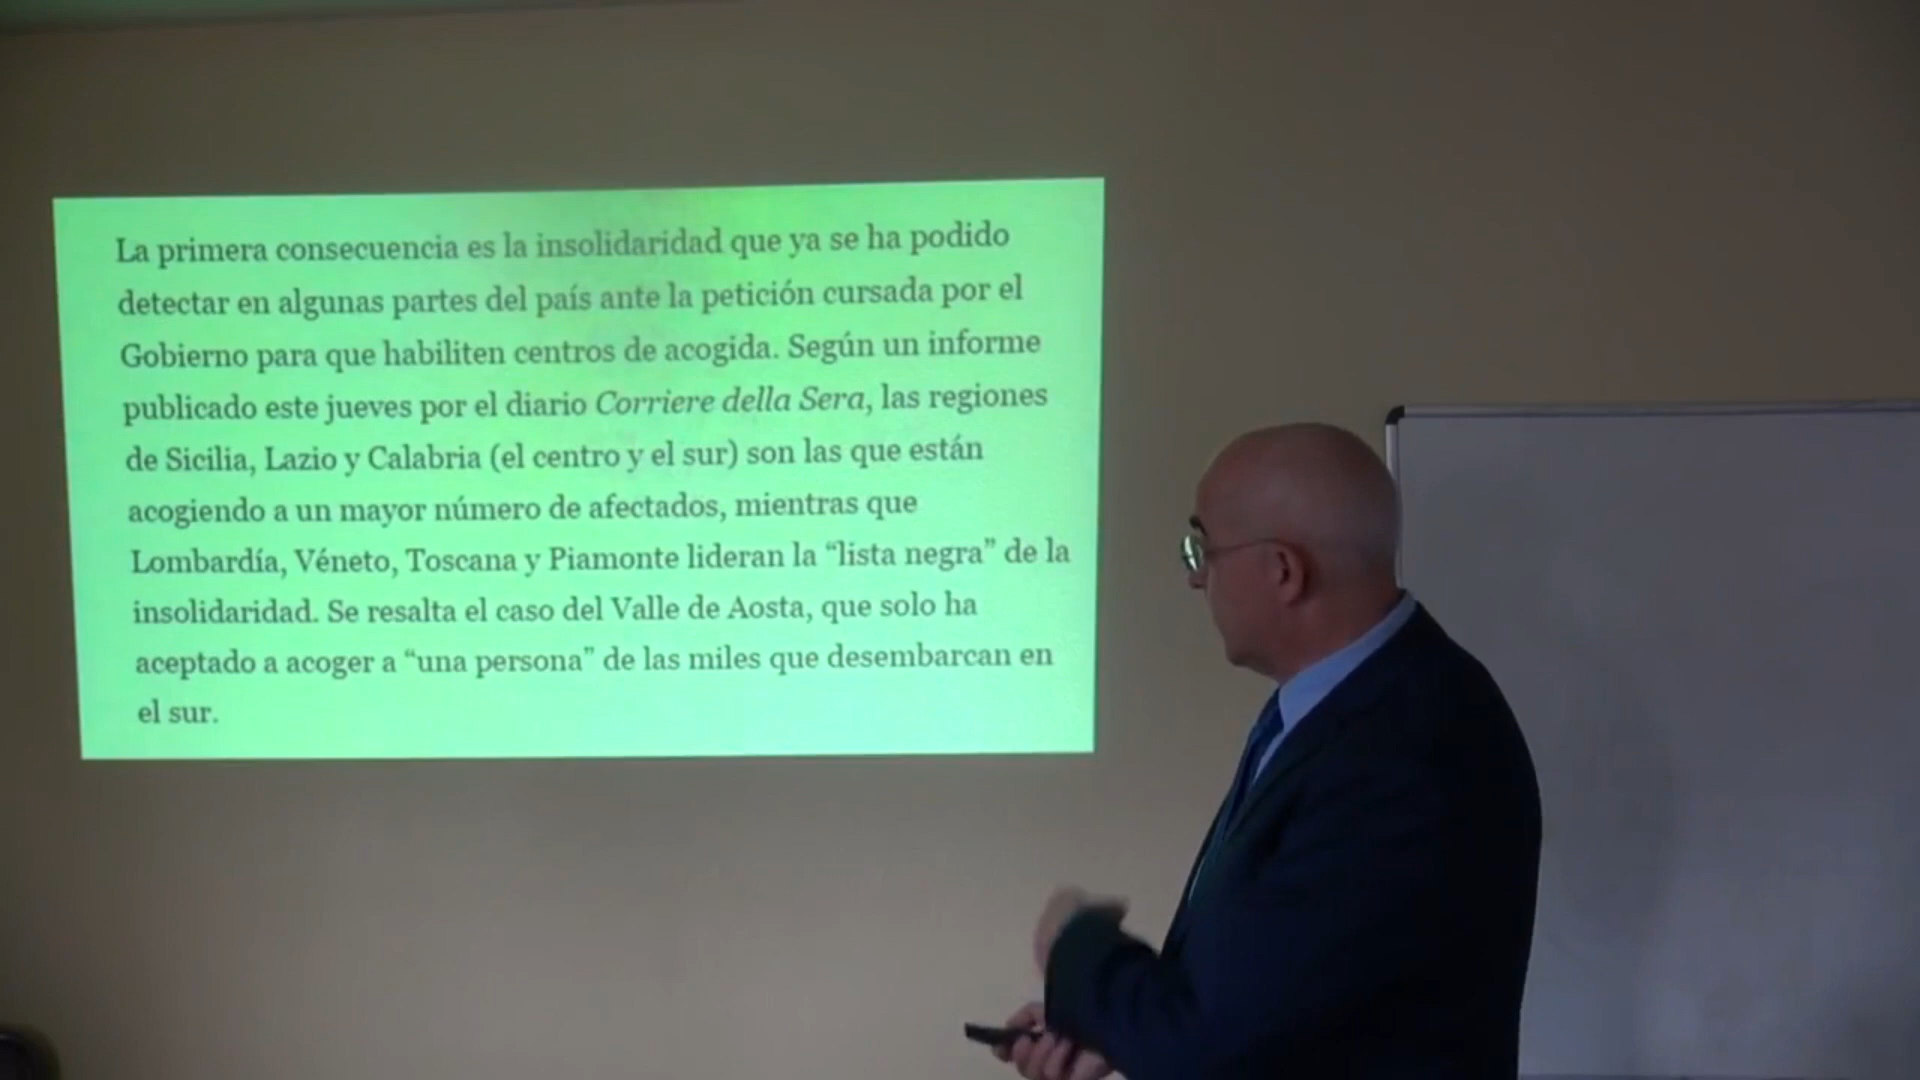 La primera consecuencia es la insolidaridad que ya se ha podido
detectar en algunas partes del país ante la petición cursada por el
Gobierno para que habiliten centros de acogida. Según un informe
publicado este jueves por el diario Corriere della Sera, las regiones
de Sicilia, Lazio y Calabria (el centro y el sur) son las que están
acogiendo a un mayor número de afectados, mientras que
Lombardía, Véneto, Toscana y Piamonte lideran la “lista negra” de la
insolidaridad. Se resalta el caso del Valle de Aosta, que solo ha
aceptado a acoger a “una persona” de las miles que desembarcan en
el sur.